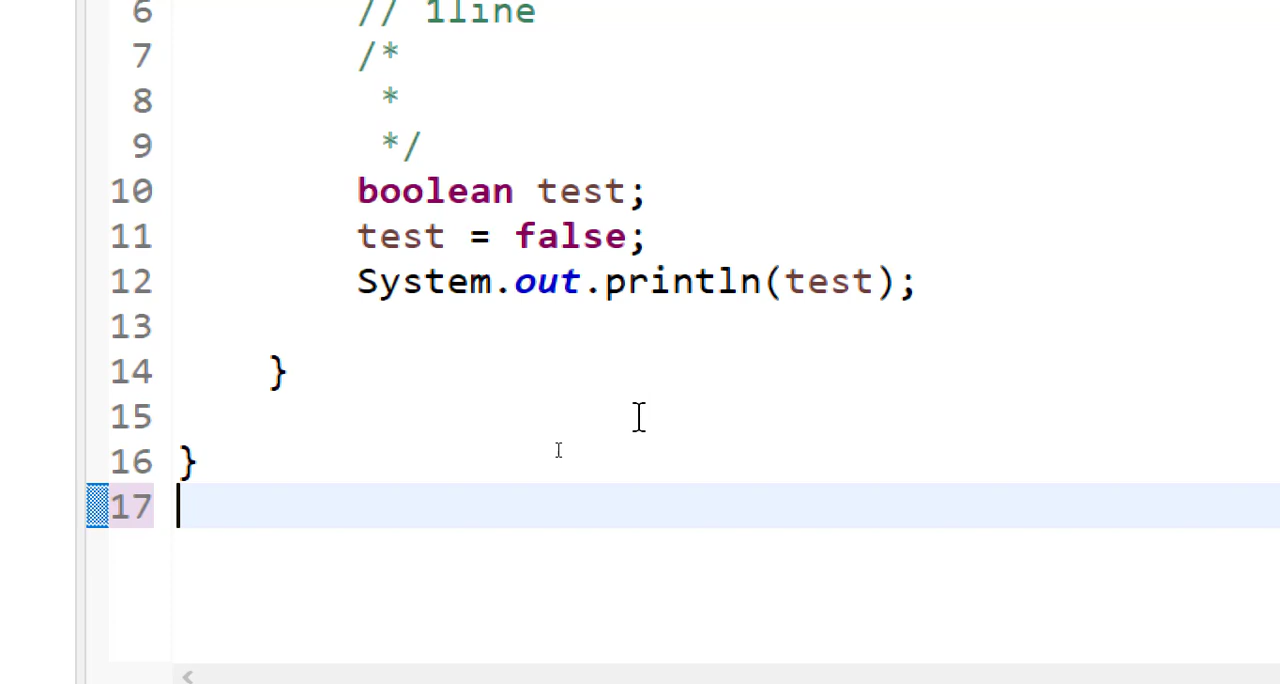 6 // 1line
7 /*
8 *
9 */
10 boolean test;
11 test = false;
12 System.out.println(test);
13
14 }
15
16 }
17